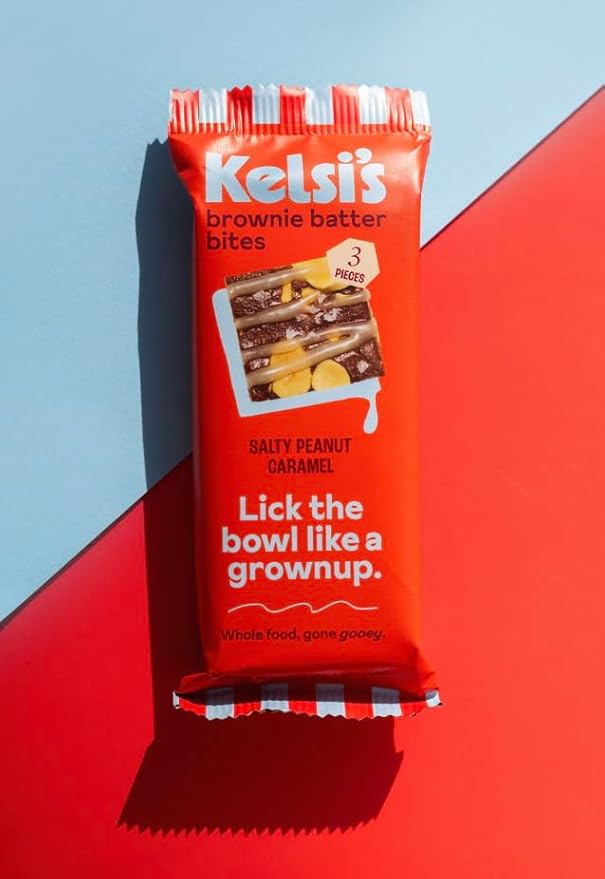 Kelsi's
brownie batter
bites
3
PIECES
SALTY PEANUT
CARAMEL
Lick the
bowl like a
grownup.
Whole food, gone gooey.